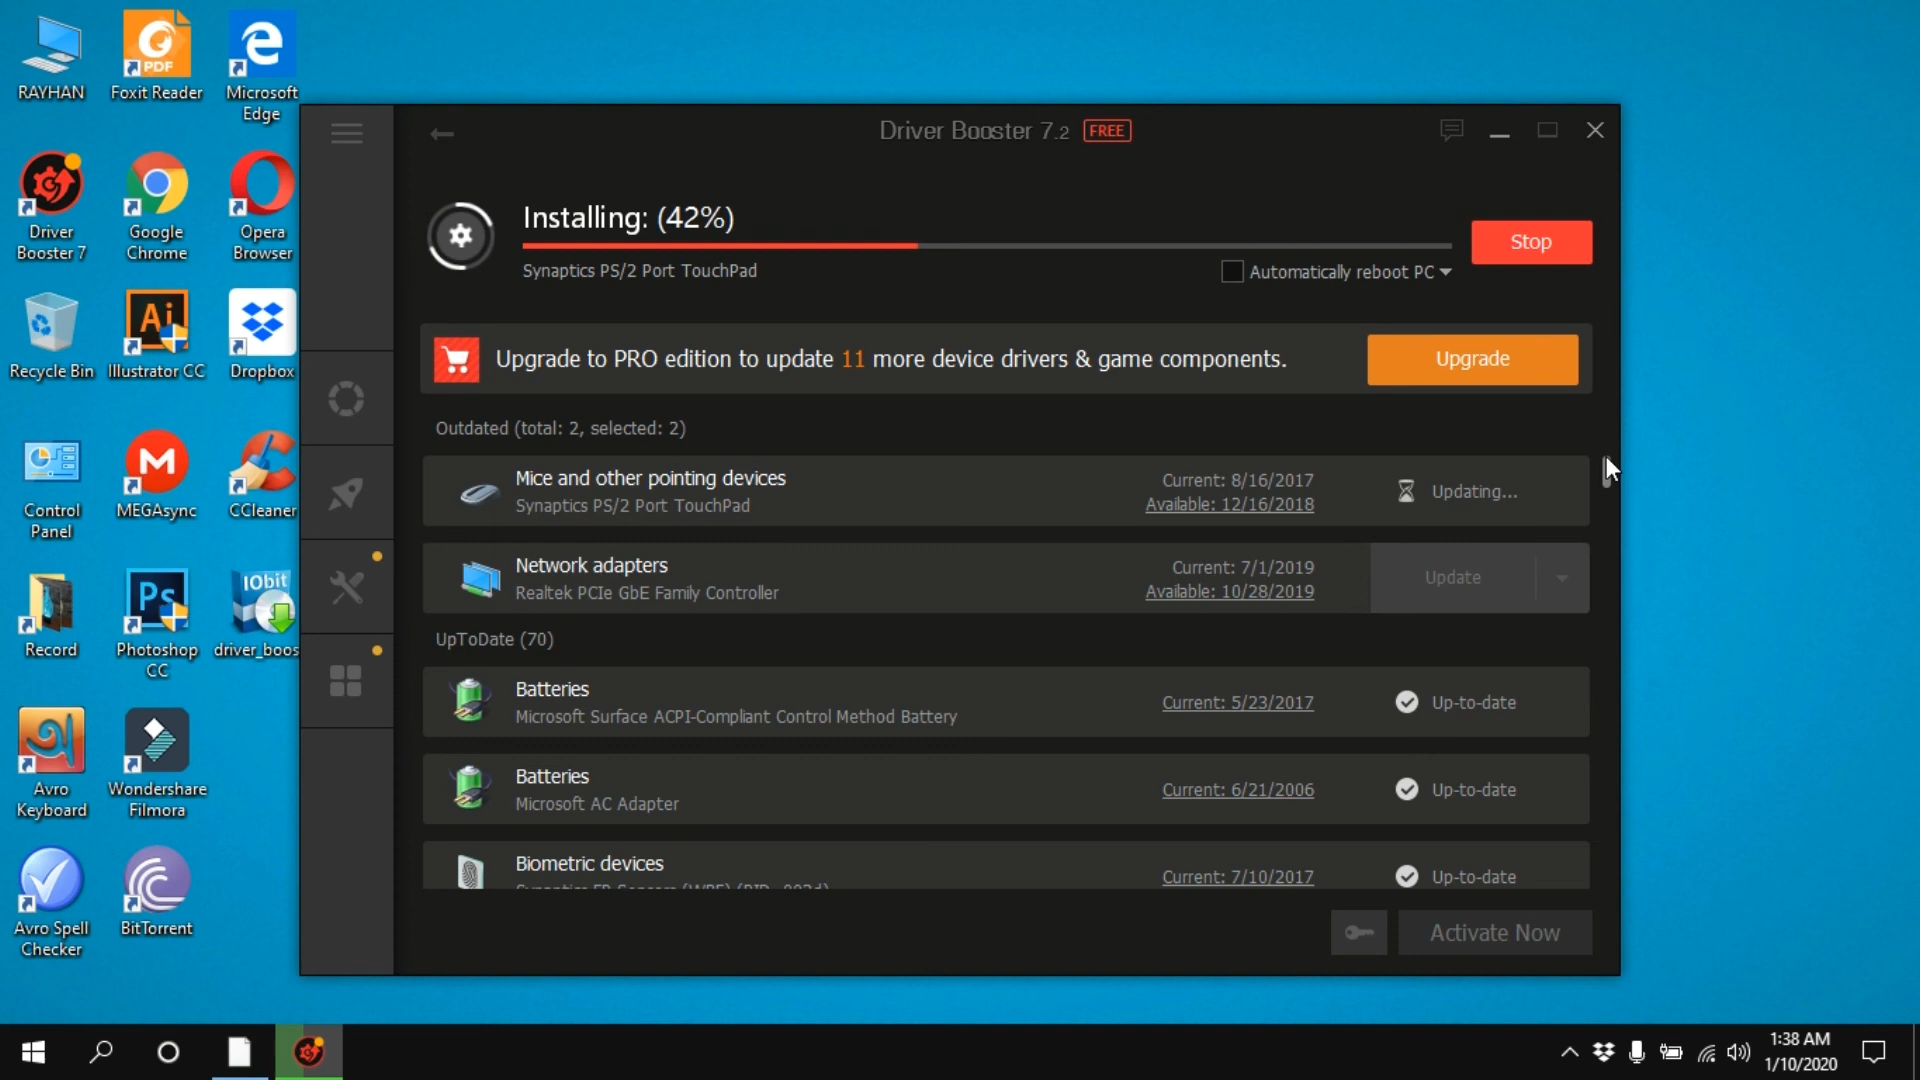 RAYHAN
Foxit Reader
Microsoft
Edge
Driver
Booster 7
Google
Chrome
Opera
Browser
Recycle Bin
Illustrator CC
Dropbox
Control
Panel
MEGAsync
CCleaner
Record
Photoshop
CC
driver_boos
Avro
Keyboard
Wondershare
Filmora
Avro Spell
Checker
BitTorrent
PDF
Ai
M
Ps
IObit
অ
Driver Booster 7.2 FREE
Installing: (42%)
Stop
Synaptics PS/2 Port TouchPad
Automatically reboot PC
Upgrade to PRO edition to update 11 more device drivers & game components.
Upgrade
Outdated (total: 2, selected: 2)
Mice and other pointing devices
Synaptics PS/2 Port TouchPad
Current: 8/16/2017
Available: 12/16/2018
Updating...
Network adapters
Realtek PCIe GbE Family Controller
Current: 7/1/2019
Available: 10/28/2019
Update
UpToDate (70)
Batteries
Microsoft Surface ACPI-Compliant Control Method Battery
Current: 5/23/2017
Up-to-date
Batteries
Microsoft AC Adapter
Current: 6/21/2006
Up-to-date
Biometric devices
Current: 7/10/2017
Up-to-date
Activate Now
1:38 AM
1/10/2020